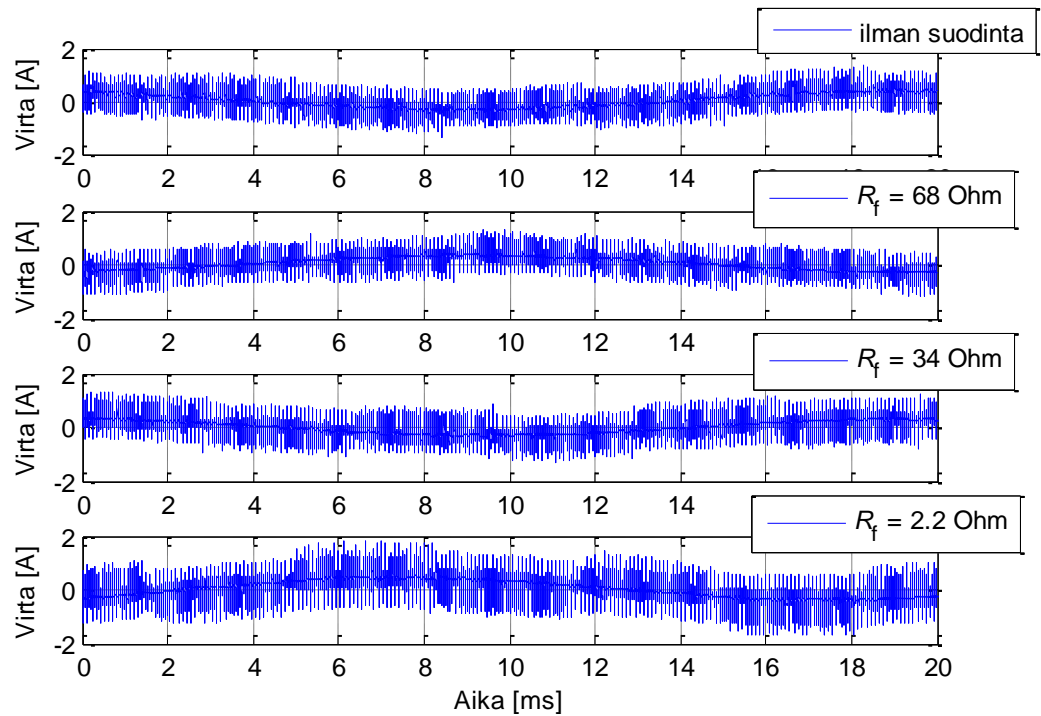 ilman suodinta
Virta [A]
2
0
-2
0 2 4 6 8 10 12 14
R_f = 68 Ohm
Virta [A]
2
0
-2
0 2 4 6 8 10 12 14
R_f = 34 Ohm
Virta [A]
2
0
-2
0 2 4 6 8 10 12 14 16 18 20
R_f = 2.2 Ohm
Virta [A]
2
0
-2
0 2 4 6 8 10 12 14 16 18 20
Aika [ms]